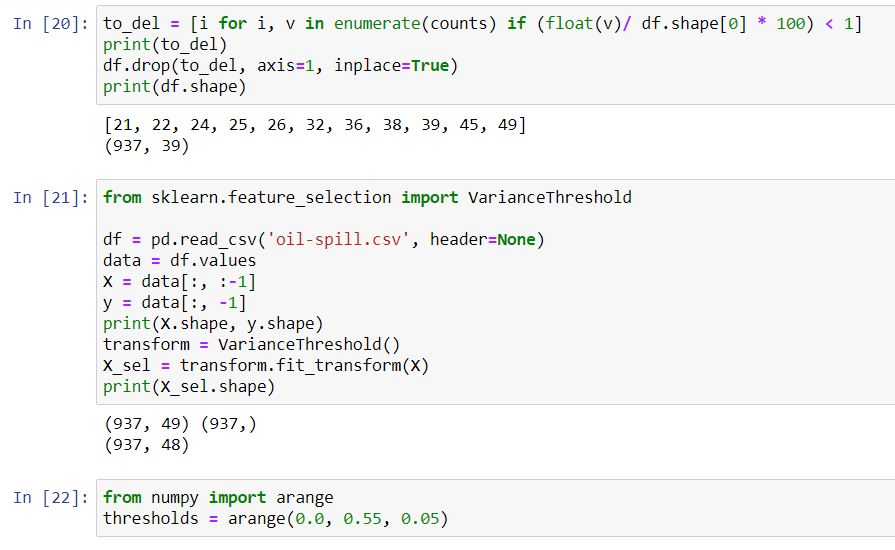 In [20]: to_del = [i for i, v in enumerate(counts) if (float(v)/ df.shape[0] * 100) < 1]
print(to_del)
df.drop(to_del, axis=1, inplace=True)
print(df.shape)
[21, 22, 24, 25, 26, 32, 36, 38, 39, 45, 49]
(937, 39)
In [21]: from sklearn.feature_selection import VarianceThreshold
df = pd.read_csv('oil-spill.csv', header=None)
data = df.values
X = data[:, :-1]
y = data[:, -1]
print(X.shape, y.shape)
transform = VarianceThreshold()
X_sel = transform.fit_transform(X)
print(X_sel.shape)
(937, 49) (937,)
(937, 48)
In [22]: from numpy import arange
thresholds = arange(0.0, 0.55, 0.05)